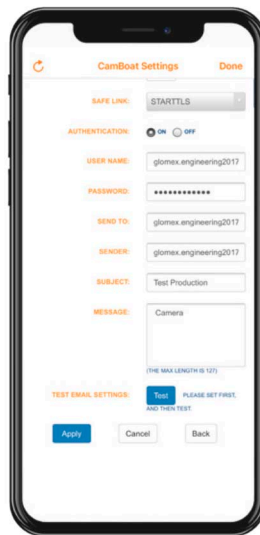 CamBoat Settings Done
SAFE LINK: STARTTLS
AUTHENTICATION: ON OFF
USER NAME: glomex.engineering2017
PASSWORD: ••••••••••••
SEND TO: glomex.engineering2017
SENDER: glomex.engineering2017
SUBJECT: Test Production
MESSAGE: Camera
(THE MAX LENGTH IS 127)
TEST EMAIL SETTINGS: Test PLEASE SET FIRST,
AND THEN TEST.
Apply Cancel Back